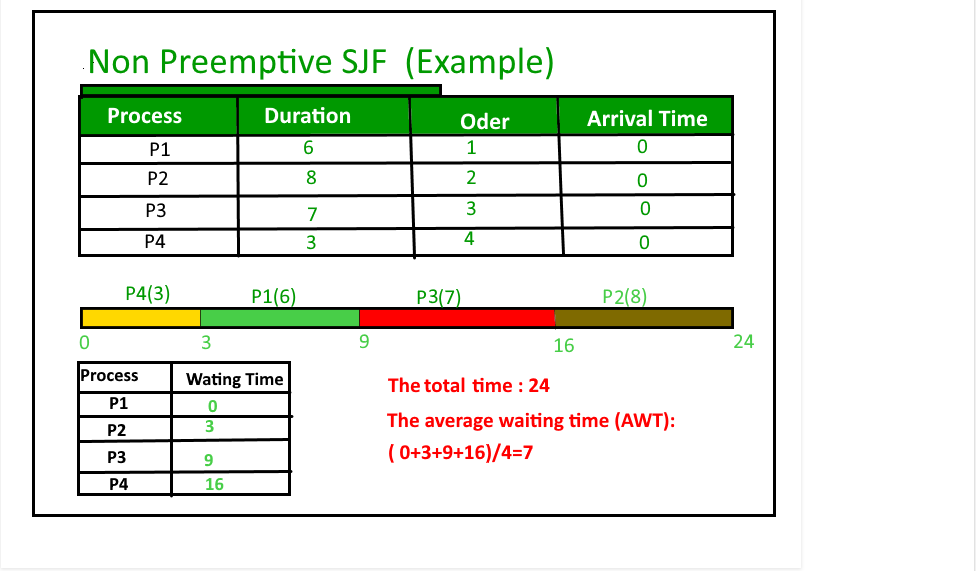 Non Preemptive SJF (Example)
Process Duration Oder Arrival Time
P1 6 1 0
P2 8 2 0
P3 7 3 0
P4 3 4 0
P4(3) P1(6) P3(7) P2(8)
0 3 9 16 24
Process Wating Time
P1 0
P2 3
P3 9
P4 16
The total time : 24
The average waiting time (AWT):
( 0+3+9+16)/4=7